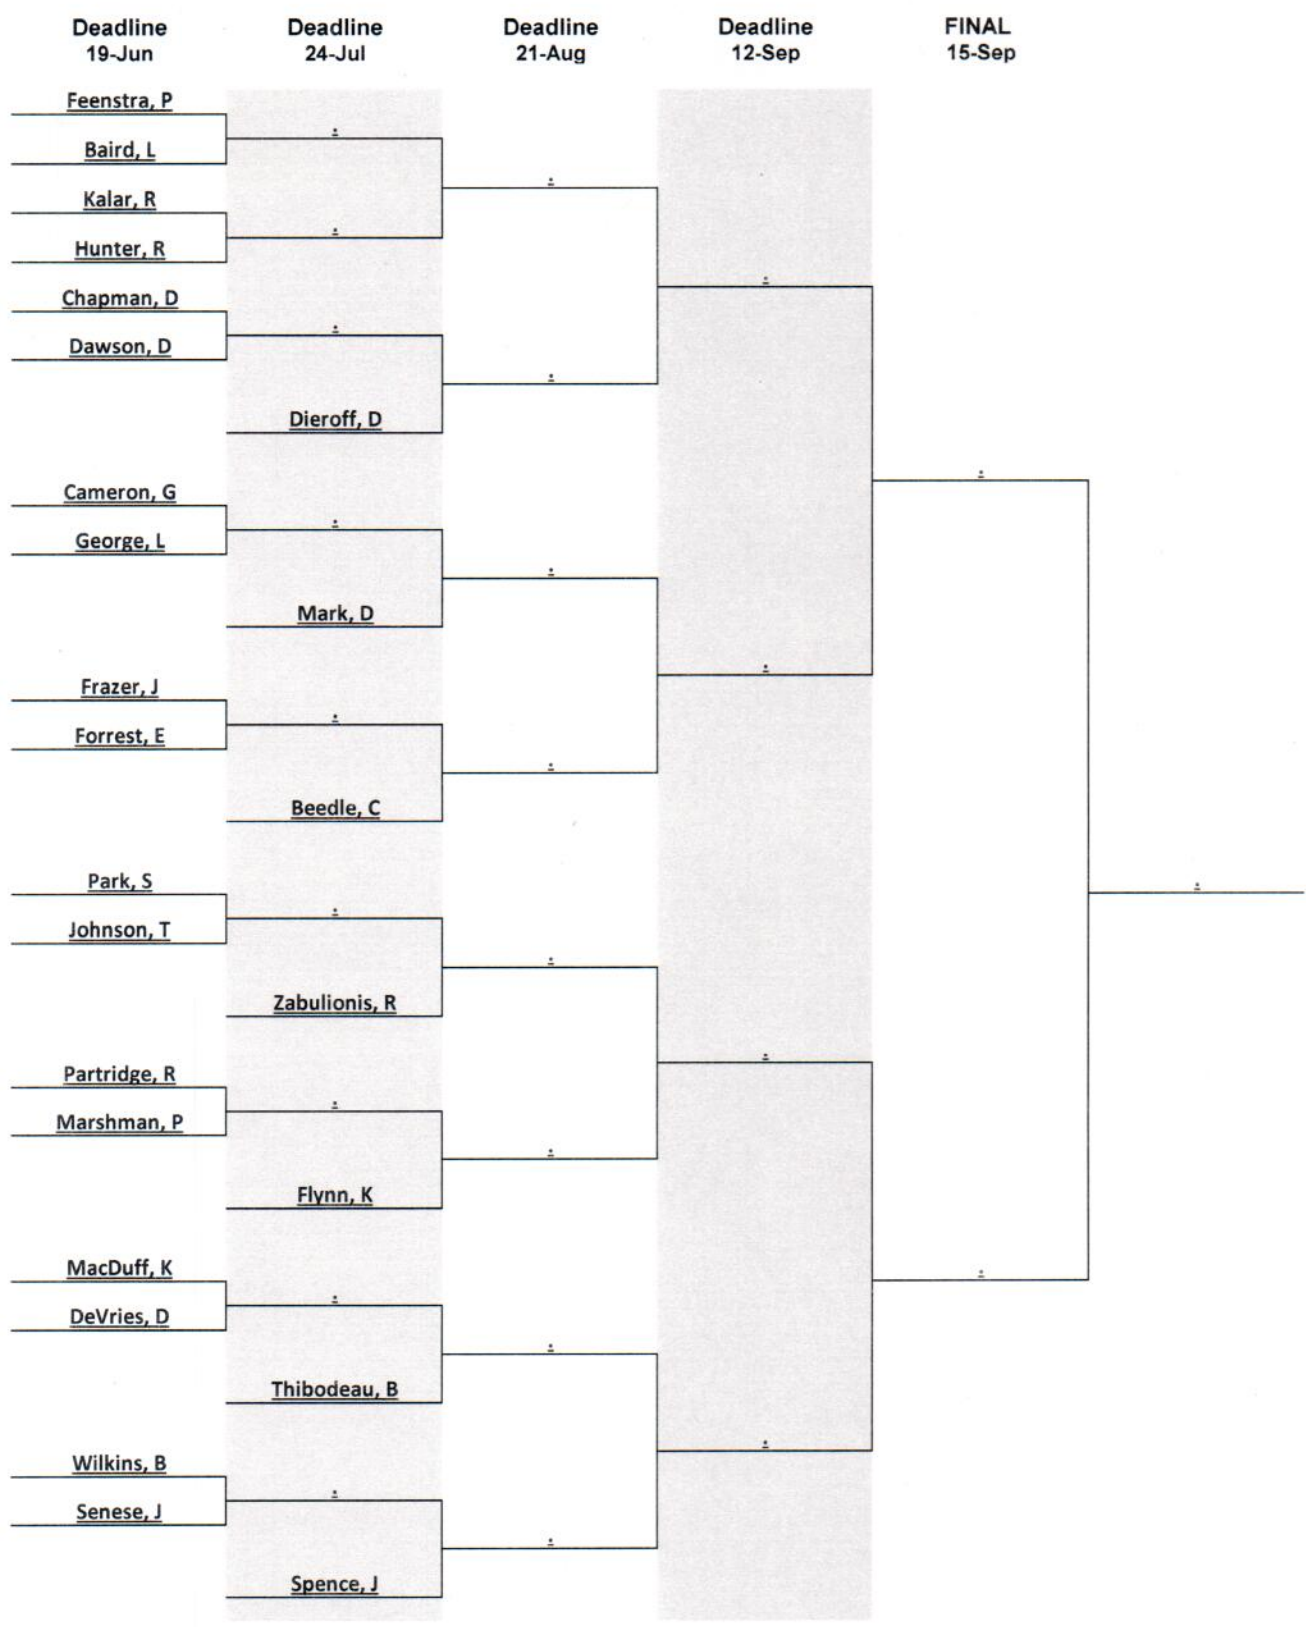 Deadline Deadline Deadline Deadline FINAL
19-Jun 24-Jul 21-Aug 12-Sep 15-Sep
Feenstra, P
Baird, L
Kalar, R
Hunter, R
Chapman, D
Dawson, D
Dieroff, D
Cameron, G
George, L
Mark, D
Frazer, J
Forrest, E
Beedle, C
Park, S
Johnson, T
Zabulionis, R
Partridge, R
Marshman, P
Flynn, K
MacDuff, K
DeVries, D
Thibodeau, B
Wilkins, B
Senese, J
Spence, J